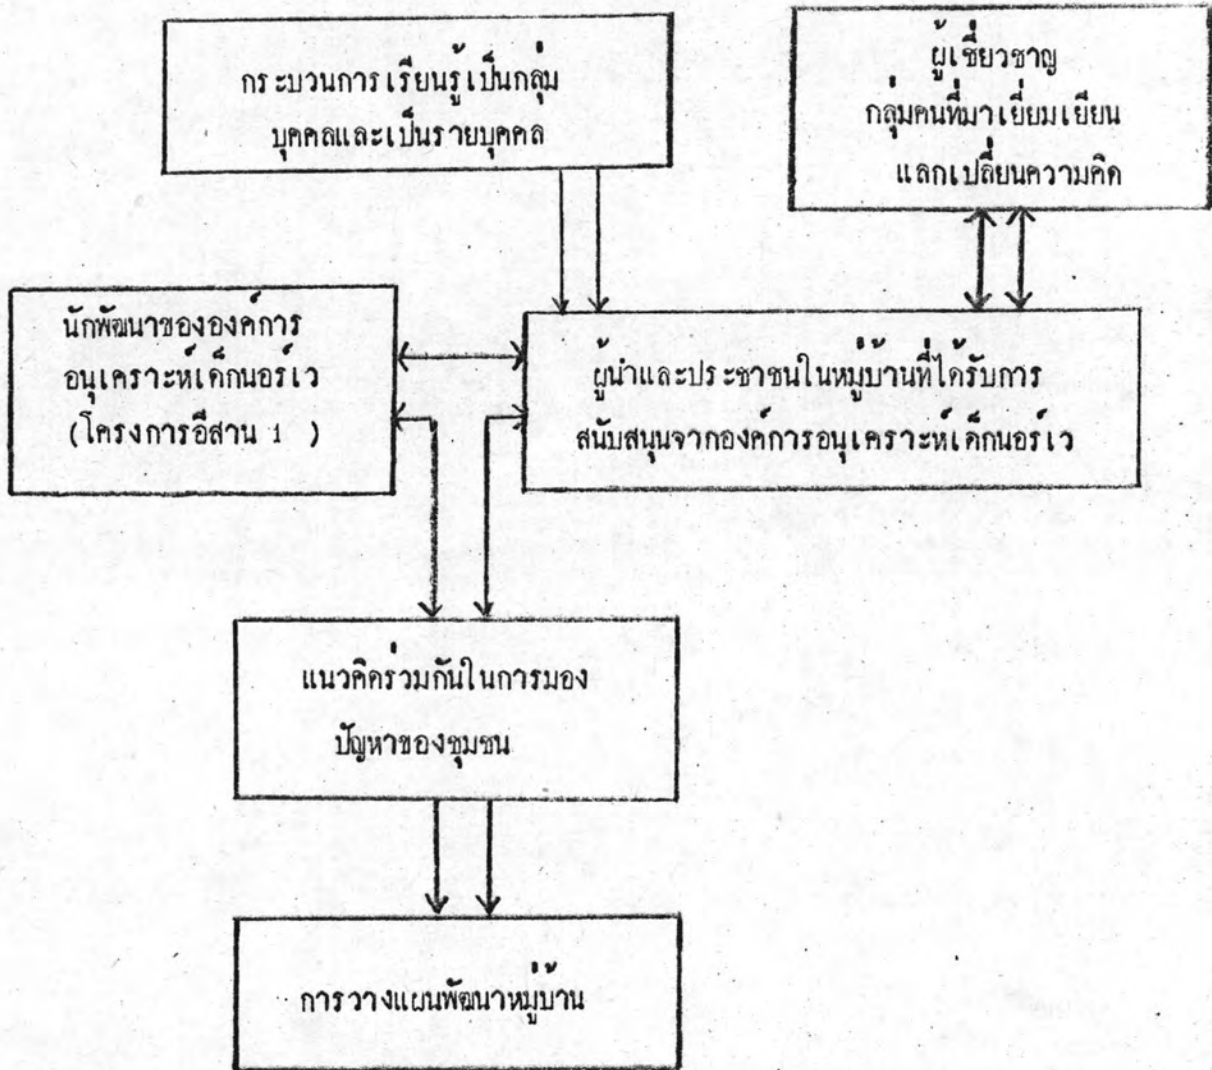 กระบวนการเรียนรู้เป็นกลุ่ม
บุคคลและเป็นรายบุคคล
ผู้เชี่ยวชาญ
กลุ่มคนที่มาเยี่ยมเยียน
แลกเปลี่ยนความคิด
นักพัฒนาขององค์การ
อนุเคราะห์เด็กนอร์เว
(โครงการอีสาน 1 )
ผู้นำและประชาชนในหมู่บ้านที่ได้รับการ
สนับสนุนจากองค์การอนุเคราะห์เด็กนอร์เว
แนวคิดร่วมกันในการมอง
ปัญหาของชุมชน
การวางแผนพัฒนาหมู่บ้าน